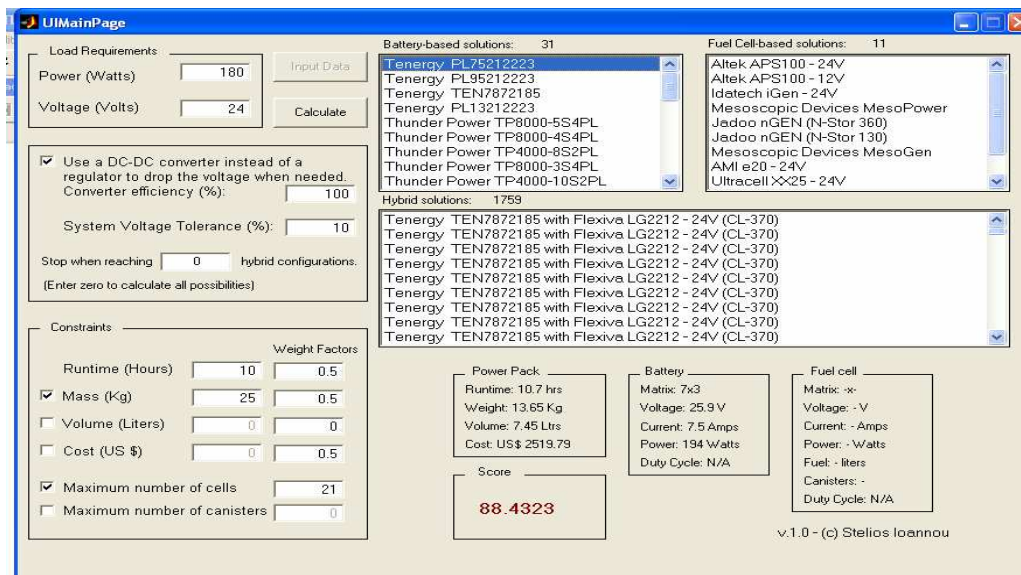 UIMainPage
Load Requirements
Power (Watts) 180
Voltage (Volts) 24
Input Data
Calculate
Use a DC-DC converter instead of a
regulator to drop the voltage when needed.
Converter efficiency (%): 100
System Voltage Tolerance (%): 10
Stop when reaching 0 hybrid configurations.
(Enter zero to calculate all possibilities)
Constraints
Weight Factors
Runtime (Hours) 10 0.5
Mass (Kg) 25 0.5
Volume (Liters) 0 0
Cost (US $) 0 0.5
Maximum number of cells 21
Maximum number of canisters 0
Battery-based solutions: 31
Tenergy PL75212223
Tenergy PL95212223
Tenergy TEN7872185
Tenergy PL13212223
Thunder Power TP8000-5S4PL
Thunder Power TP8000-4S4PL
Thunder Power TP4000-8S2PL
Thunder Power TP8000-3S4PL
Thunder Power TP4000-10S2PL
Fuel Cell-based solutions: 11
Altek APS100 - 24V
Altek APS100 - 12V
Idatech iGen - 24V
Mesoscopic Devices MesoPower
Jadoo nGEN (N-Stor 360)
Jadoo nGEN (N-Stor 130)
Mesoscopic Devices MesoGen
AMI e20 - 24V
Ultracell XX25 - 24V
Hybrid solutions: 1759
Tenergy TEN7872185 with Flexiva LG2212 - 24V (CL-370)
Tenergy TEN7872185 with Flexiva LG2212 - 24V (CL-370)
Tenergy TEN7872185 with Flexiva LG2212 - 24V (CL-370)
Tenergy TEN7872185 with Flexiva LG2212 - 24V (CL-370)
Tenergy TEN7872185 with Flexiva LG2212 - 24V (CL-370)
Tenergy TEN7872185 with Flexiva LG2212 - 24V (CL-370)
Tenergy TEN7872185 with Flexiva LG2212 - 24V (CL-370)
Tenergy TEN7872185 with Flexiva LG2212 - 24V (CL-370)
Tenergy TEN7872185 with Flexiva LG2212 - 24V (CL-370)
Power Pack
Runtime: 10.7 hrs
Weight: 13.65 Kg
Volume: 7.45 Ltrs
Cost: US$ 2519.79
Score
88.4323
Battery
Matrix: 7x3
Voltage: 25.9 V
Current: 7.5 Amps
Power: 194 Watts
Duty Cycle: N/A
Fuel cell
Matrix: -x-
Voltage: - V
Current: - Amps
Power: - Watts
Fuel: - liters
Canisters: -
Duty Cycle: N/A
v.1.0 - (c) Stelios Ioannou